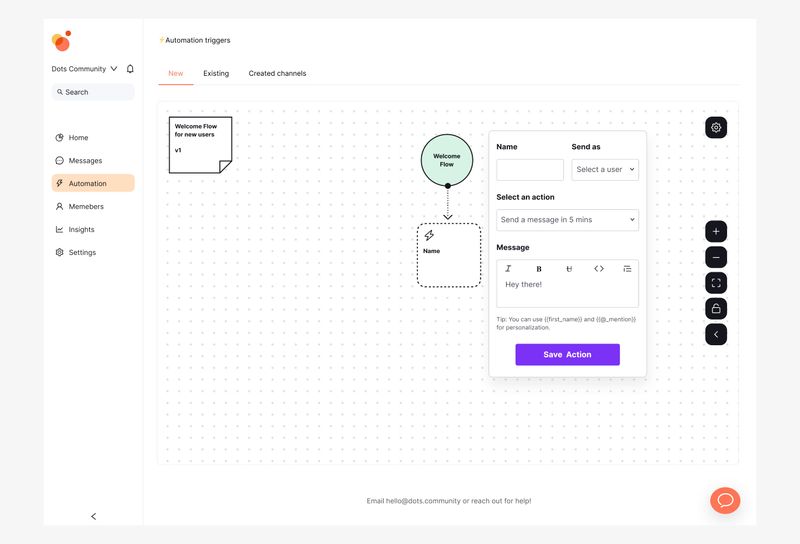 ⚡Automation triggers
Dots Community
Search
New
Existing
Created channels
Home
Messages
Automation
Memebers
Insights
Settings
Welcome Flow
for new users
v1
Welcome
Flow
Name
Name
Send as
Select a user
Select an action
Send a message in 5 mins
Message
I B U <>
Hey there!
Tip: You can use {{first_name}} and {{@_mention}}
for personalization.
Save Action
Email hello@dots.community or reach out for help!